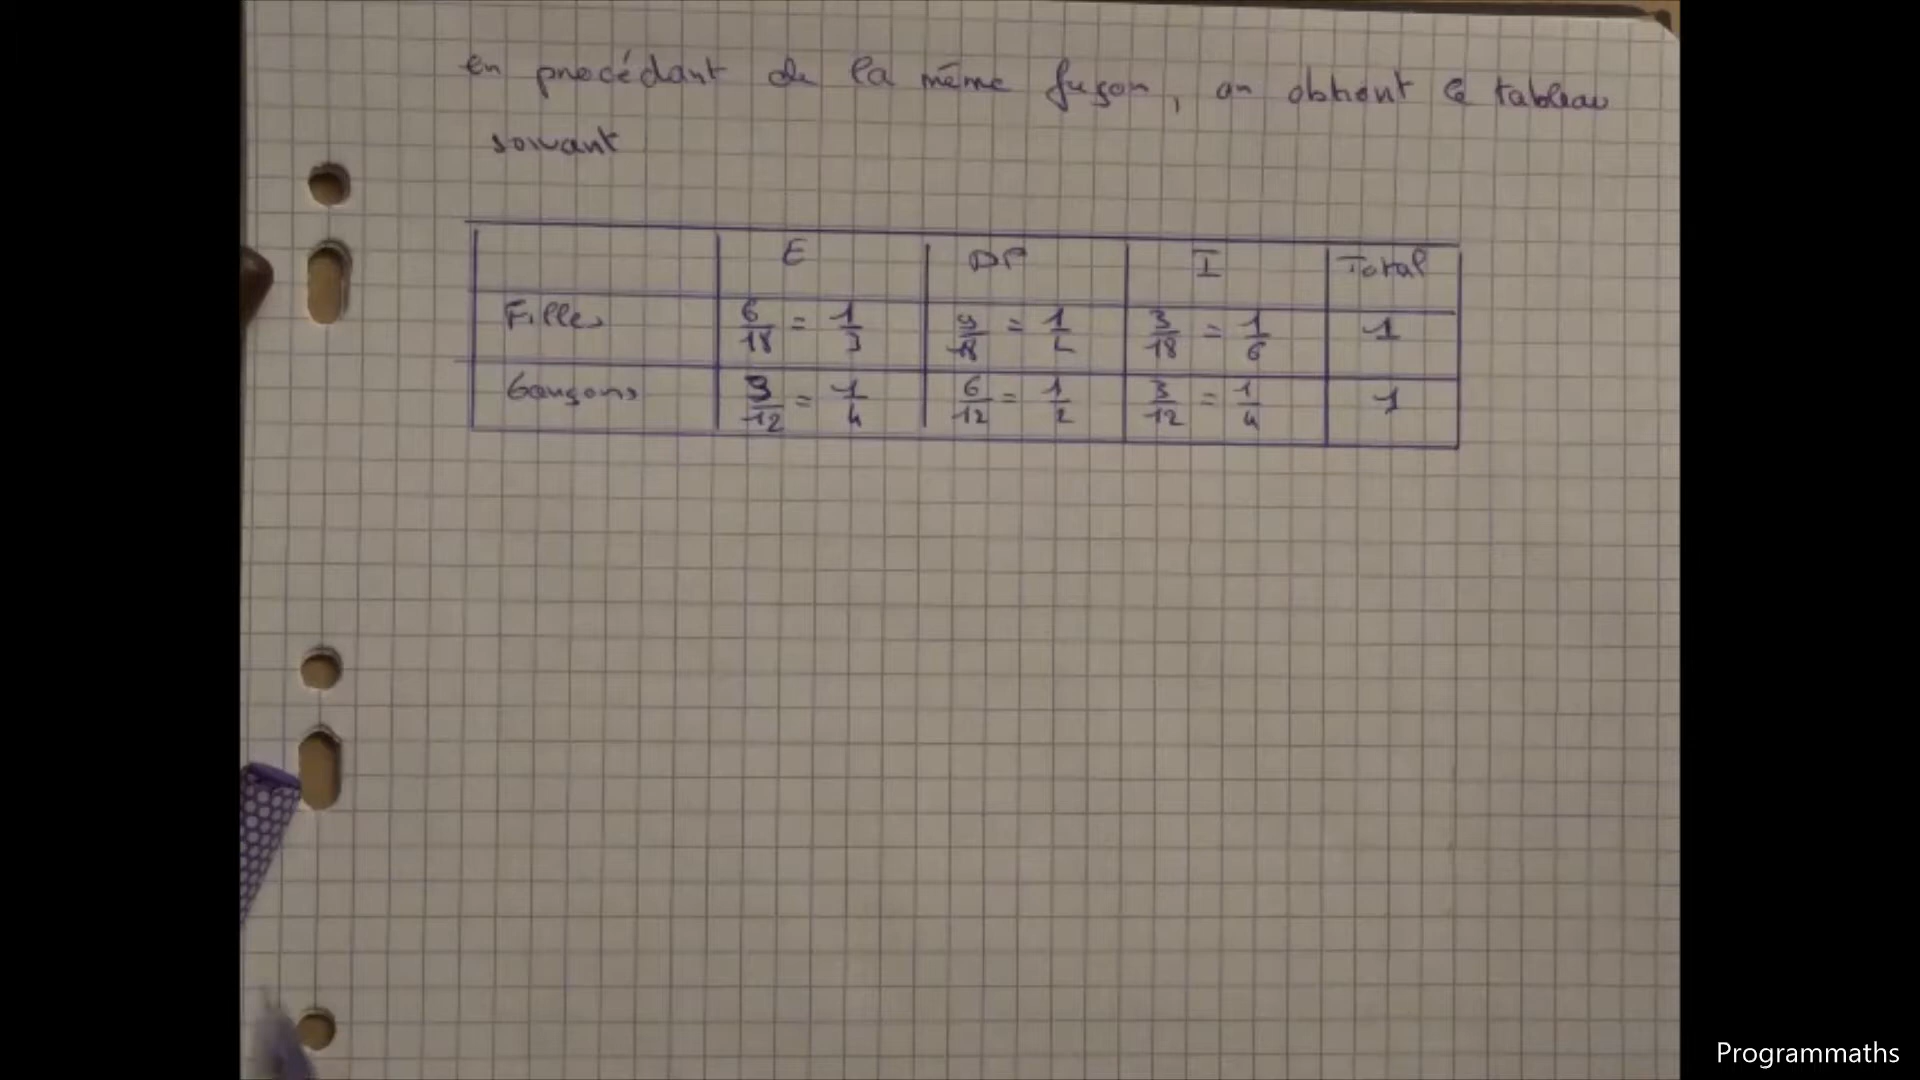 en procédant de la même façon, on obtient le tableau
suivant
E DP I Total
Filles 6/18 = 1/3 9/18 = 1/2 3/18 = 1/6 1
Garçons 3/12 = 1/4 6/12 = 1/2 3/12 = 1/4 1
Programmaths